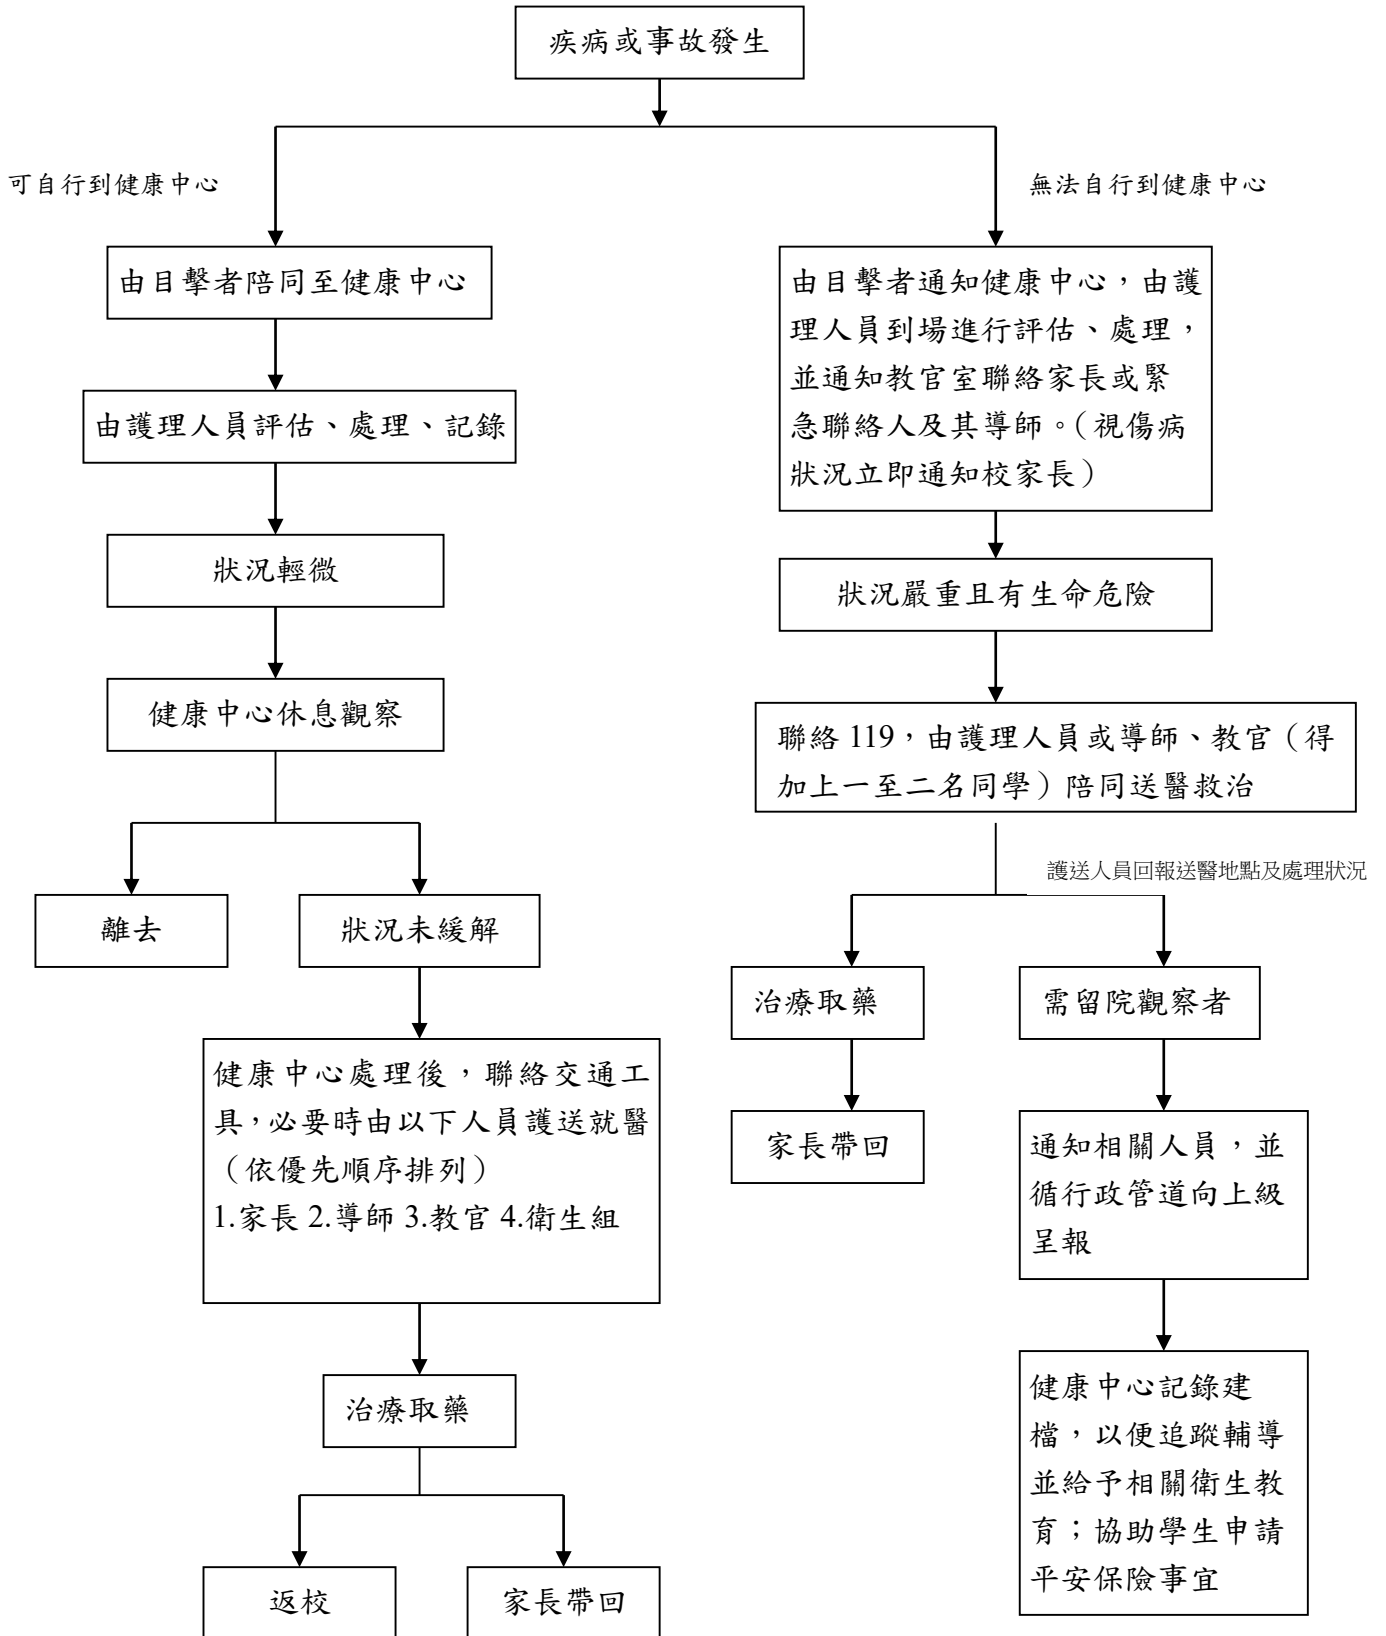 疾病或事故發生
可自行到健康中心
無法自行到健康中心
由目擊者陪同至健康中心
由護理人員評估、處理、記錄
狀況輕微
健康中心休息觀察
離去
狀況未緩解
健康中心處理後，聯絡交通工
具，必要時由以下人員護送就醫
（依優先順序排列）
1.家長 2.導師 3.教官 4.衛生組
治療取藥
返校
家長帶回
由目擊者通知健康中心，由護
理人員到場進行評估、處理，
並通知教官室聯絡家長或緊
急聯絡人及其導師。（視傷病
狀況立即通知校家長）
狀況嚴重且有生命危險
聯絡 119，由護理人員或導師、教官（得
加上一至二名同學）陪同送醫救治
護送人員回報送醫地點及處理狀況
治療取藥
家長帶回
需留院觀察者
通知相關人員，並
循行政管道向上級
呈報
健康中心記錄建
檔，以便追蹤輔導
並給予相關衛生教
育；協助學生申請
平安保險事宜